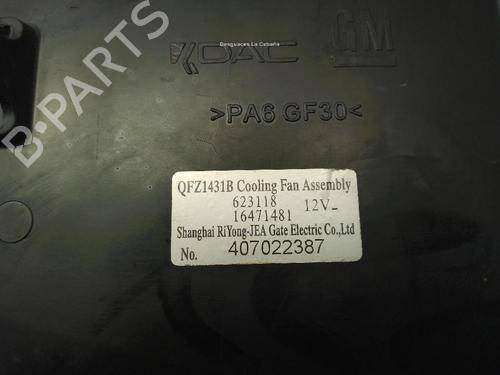 Desguaces La Cabaña
KDAC GM
>PA6 GF30<
B-PARTS
QFZ1431B Cooling Fan Assembly
623118
16471481 12V⎓
Shanghai RiYong-JEA Gate Electric Co.,Ltd
No. 407022387